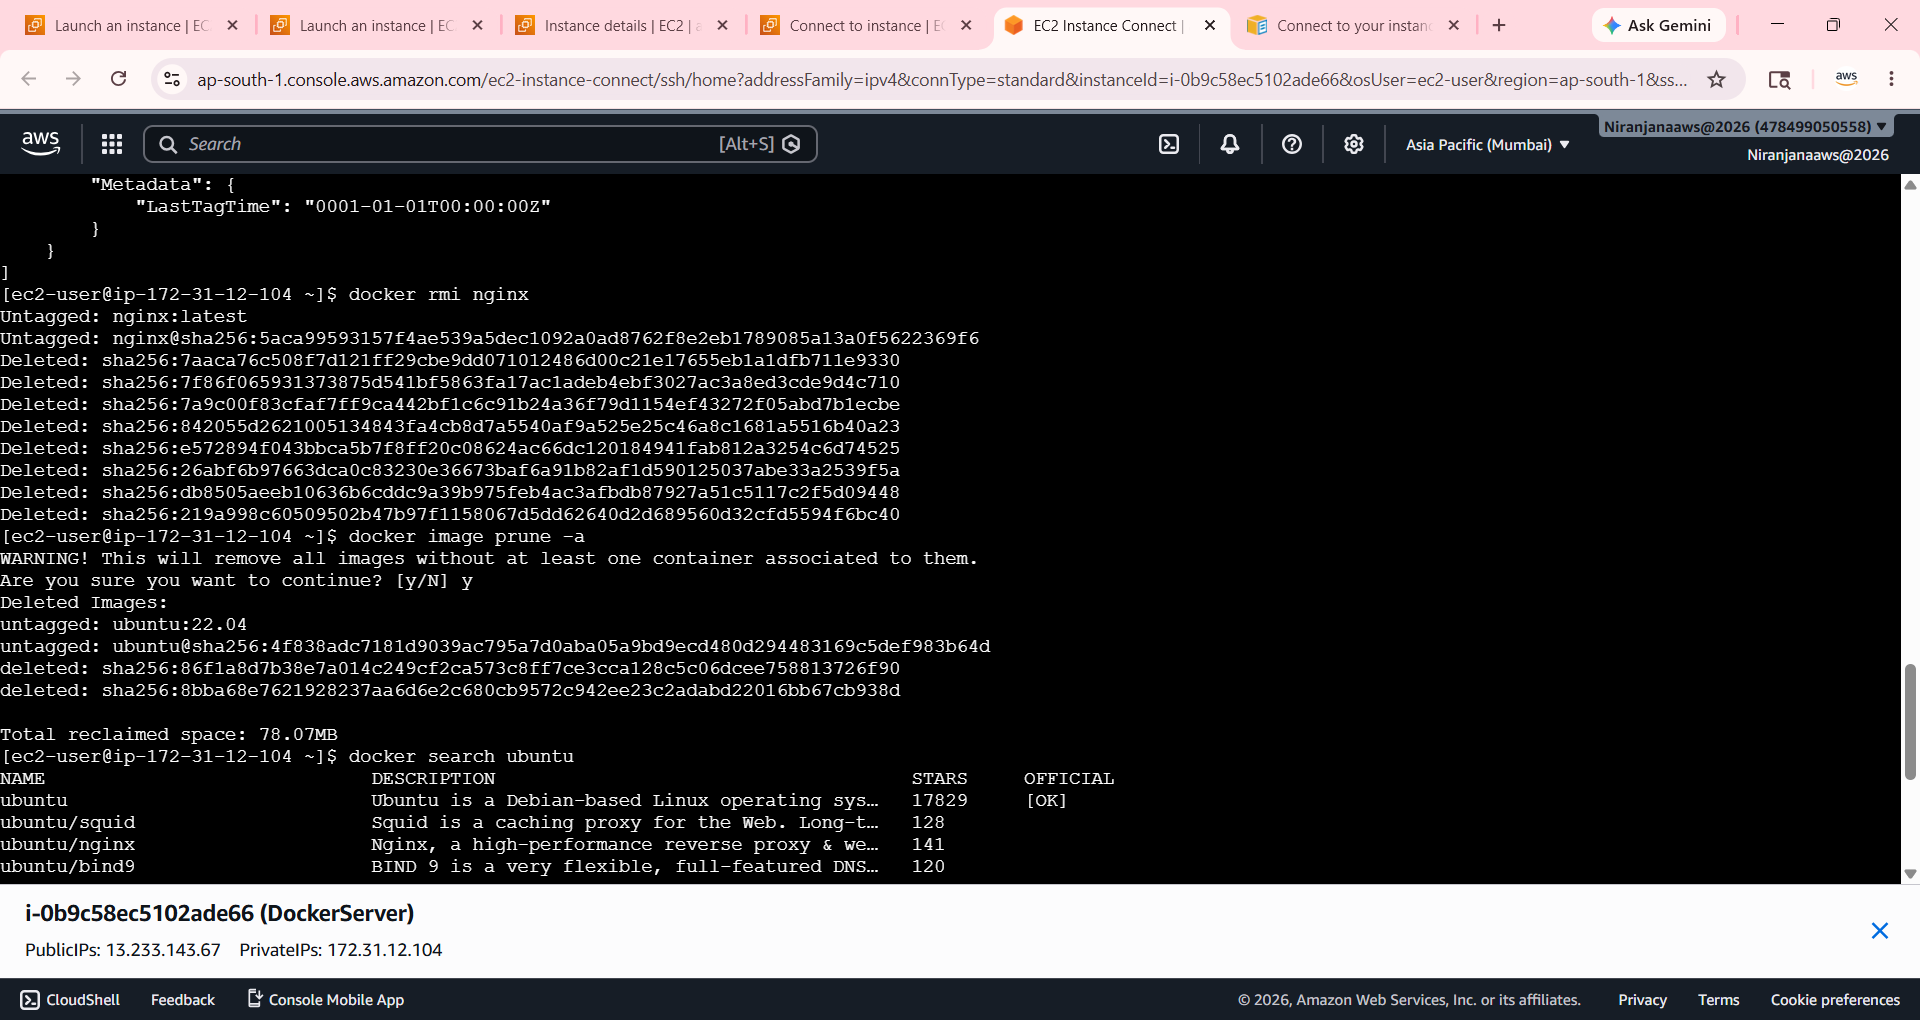 Launch an instance | EC
Launch an instance | EC
Instance details | EC2 | a
Connect to instance | E
EC2 Instance Connect |
Connect to your instan
Ask Gemini
ap-south-1.console.aws.amazon.com/ec2-instance-connect/ssh/home?addressFamily=ipv4&connType=standard&instanceId=i-0b9c58ec5102ade66&osUser=ec2-user&region=ap-south-1&ss...
aws
aws
Search
[Alt+S]
Asia Pacific (Mumbai)
Niranjanaaws@2026 (478499050558)
Niranjanaaws@2026
"Metadata": {
"LastTagTime": "0001-01-01T00:00:00Z"
}
}
]
[ec2-user@ip-172-31-12-104 ~]$ docker rmi nginx
Untagged: nginx:latest
Untagged: nginx@sha256:5aca99593157f4ae539a5dec1092a0ad8762f8e2eb1789085a13a0f5622369f6
Deleted: sha256:7aaca76c508f7d121ff29cbe9dd071012486d00c21e17655eb1a1dfb711e9330
Deleted: sha256:7f86f065931373875d541bf5863fa17ac1adeb4ebf3027ac3a8ed3cde9d4c710
Deleted: sha256:7a9c00f83cfaf7ff9ca442bf1c6c91b24a36f79d1154ef43272f05abd7b1ecbe
Deleted: sha256:842055d2621005134843fa4cb8d7a5540af9a525e25c46a8c1681a5516b40a23
Deleted: sha256:e572894f043bbca5b7f8ff20c08624ac66dc120184941fab812a3254c6d74525
Deleted: sha256:26abf6b97663dca0c83230e36673baf6a91b82af1d590125037abe33a2539f5a
Deleted: sha256:db8505aeeb10636b6cddc9a39b975feb4ac3afbdb87927a51c5117c2f5d09448
Deleted: sha256:219a998c60509502b47b97f1158067d5dd62640d2d689560d32cfd5594f6bc40
[ec2-user@ip-172-31-12-104 ~]$ docker image prune -a
WARNING! This will remove all images without at least one container associated to them.
Are you sure you want to continue? [y/N] y
Deleted Images:
untagged: ubuntu:22.04
untagged: ubuntu@sha256:4f838adc7181d9039ac795a7d0aba05a9bd9ecd480d294483169c5def983b64d
deleted: sha256:86f1a8d7b38e7a014c249cf2ca573c8ff7ce3cca128c5c06dcee758813726f90
deleted: sha256:8bba68e7621928237aa6d6e2c680cb9572c942ee23c2adabd22016bb67cb938d
Total reclaimed space: 78.07MB
[ec2-user@ip-172-31-12-104 ~]$ docker search ubuntu
NAME DESCRIPTION STARS OFFICIAL
ubuntu Ubuntu is a Debian-based Linux operating sys… 17829 [OK]
ubuntu/squid Squid is a caching proxy for the Web. Long-t… 128
ubuntu/nginx Nginx, a high-performance reverse proxy & we… 141
ubuntu/bind9 BIND 9 is a very flexible, full-featured DNS… 120
i-0b9c58ec5102ade66 (DockerServer)
PublicIPs: 13.233.143.67 PrivateIPs: 172.31.12.104
CloudShell Feedback Console Mobile App © 2026, Amazon Web Services, Inc. or its affiliates. Privacy Terms Cookie preferences